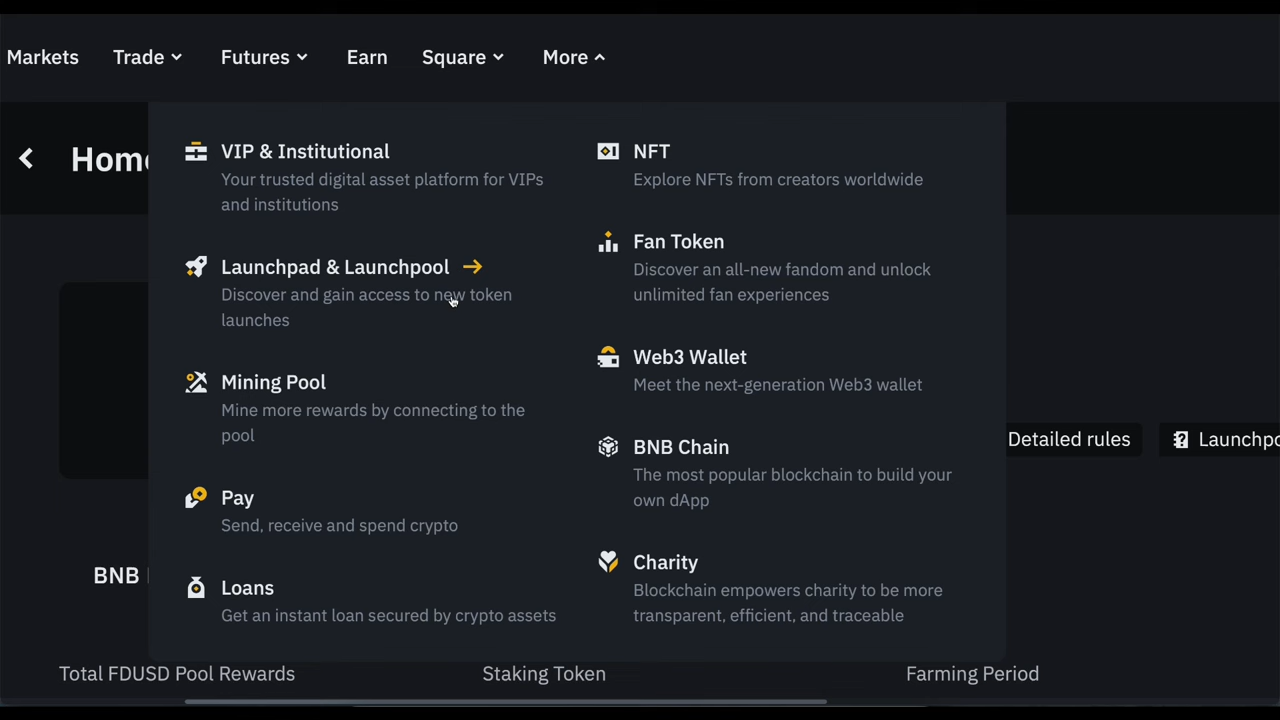 Markets Trade Futures Earn Square More
Home
VIP & Institutional
Your trusted digital asset platform for VIPs
and institutions
Launchpad & Launchpool
Discover and gain access to new token
launches
Mining Pool
Mine more rewards by connecting to the
pool
Pay
Send, receive and spend crypto
Loans
Get an instant loan secured by crypto assets
NFT
Explore NFTs from creators worldwide
Fan Token
Discover an all-new fandom and unlock
unlimited fan experiences
Web3 Wallet
Meet the next-generation Web3 wallet
BNB Chain
The most popular blockchain to build your
own dApp
Charity
Blockchain empowers charity to be more
transparent, efficient, and traceable
Detailed rules Launchpo
BNB
Total FDUSD Pool Rewards Staking Token Farming Period